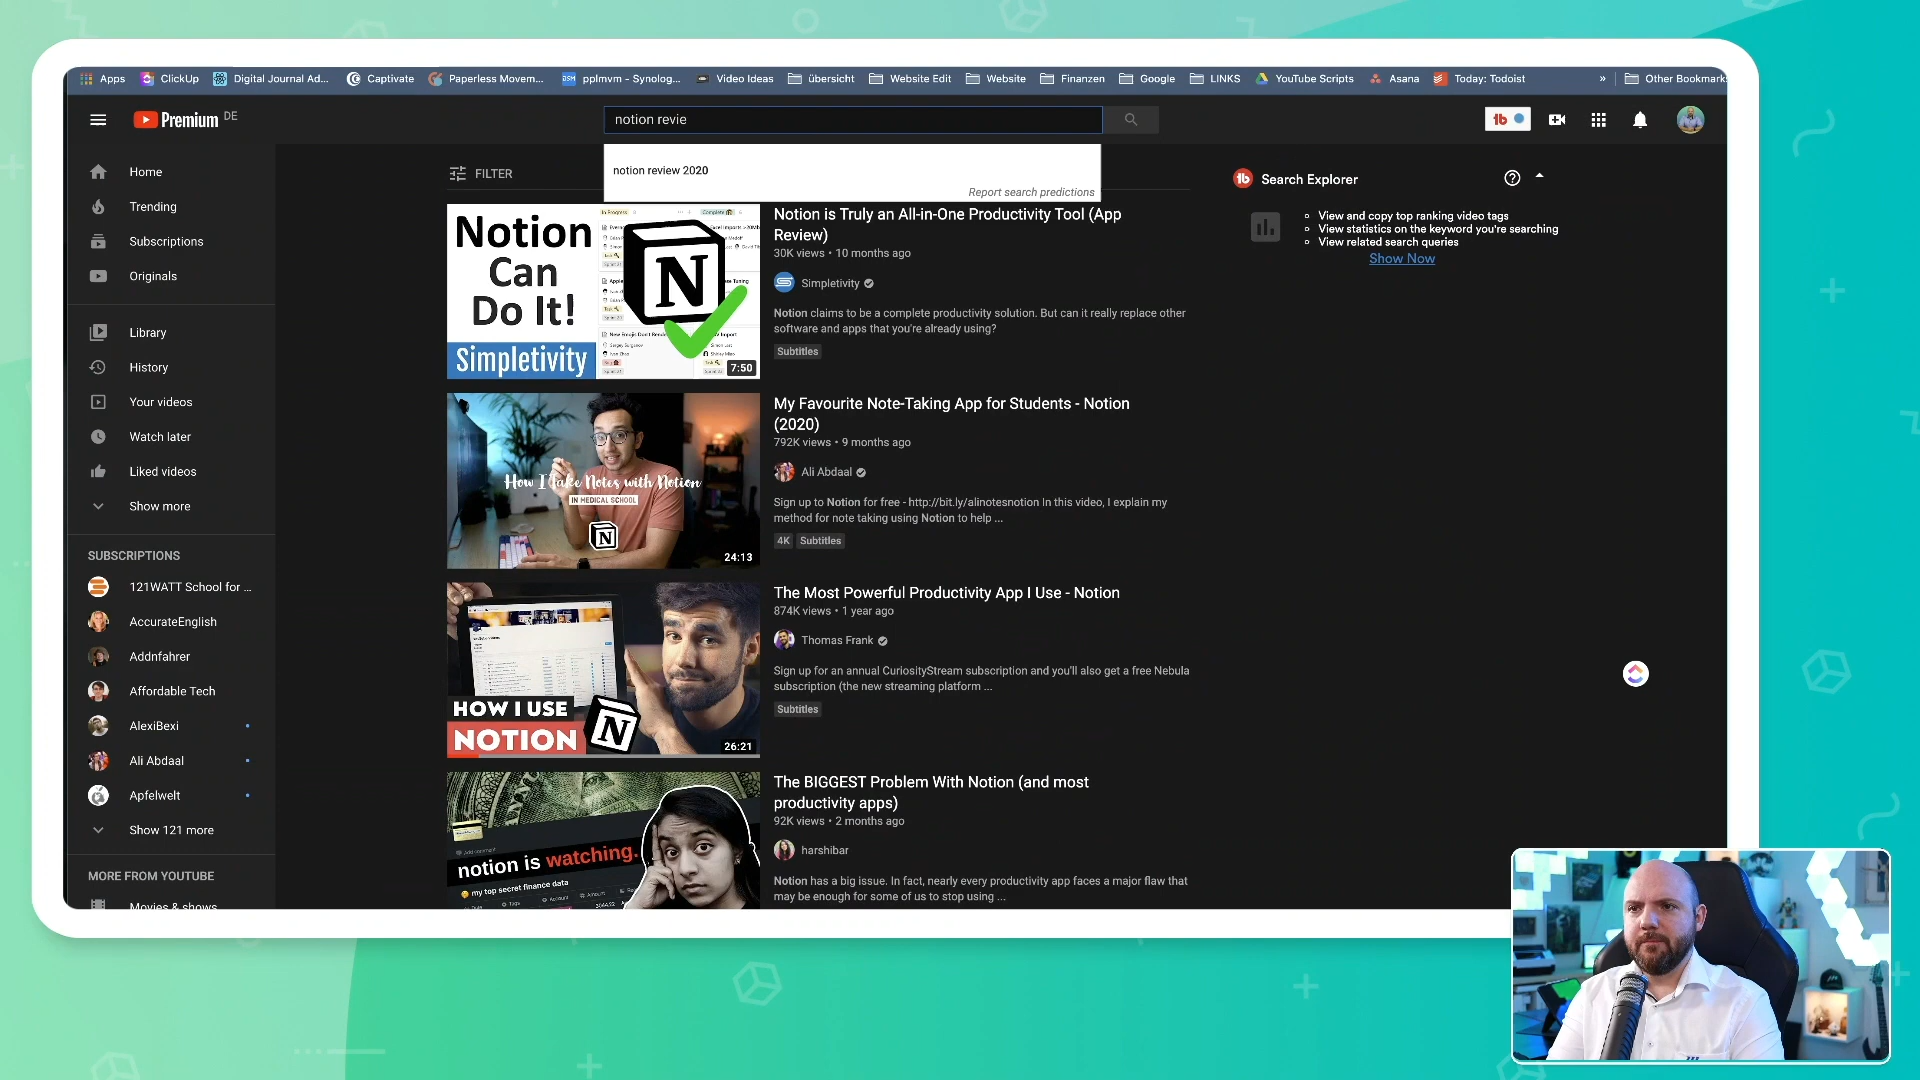 Apps
ClickUp
Digital Journal Ad...
Captivate
Paperless Movem...
DSM
pplmvm - Synolog...
Video Ideas
übersicht
Website Edit
Website
Finanzen
Google
LINKS
YouTube Scripts
Asana
Today: Todoist
»
Other Bookmarks
Premium DE
notion revie
notion review 2020
Report search predictions
Home
Trending
Subscriptions
Originals
Library
History
Your videos
Watch later
Liked videos
Show more
SUBSCRIPTIONS
121WATT School for ...
AccurateEnglish
Addnfahrer
Affordable Tech
AlexiBexi
Ali Abdaal
Apfelwelt
Show 121 more
MORE FROM YOUTUBE
Movies & shows
FILTER
Notion
Can
Do It!
Simpletivity
N
7:50
Notion is Truly an All-in-One Productivity Tool (App
Review)
30K views • 10 months ago
Simpletivity
Notion claims to be a complete productivity solution. But can it really replace other
software and apps that you're already using?
Subtitles
How I Take Notes with Notion
IN MEDICAL SCHOOL
N
24:13
My Favourite Note-Taking App for Students - Notion
(2020)
792K views • 9 months ago
Ali Abdaal
Sign up to Notion for free - http://bit.ly/alinotesnotion In this video, I explain my
method for note taking using Notion to help ...
4K
Subtitles
HOW I USE
NOTION
N
26:21
The Most Powerful Productivity App I Use - Notion
874K views • 1 year ago
Thomas Frank
Sign up for an annual CuriosityStream subscription and you'll also get a free Nebula
subscription (the new streaming platform ...
Subtitles
notion is watching.
my top secret finance data
The BIGGEST Problem With Notion (and most
productivity apps)
92K views • 2 months ago
harshibar
Notion has a big issue. In fact, nearly every productivity app faces a major flaw that
may be enough for some of us to stop using ...
tb
Search Explorer
View and copy top ranking video tags
View statistics on the keyword you're searching
View related search queries
Show Now